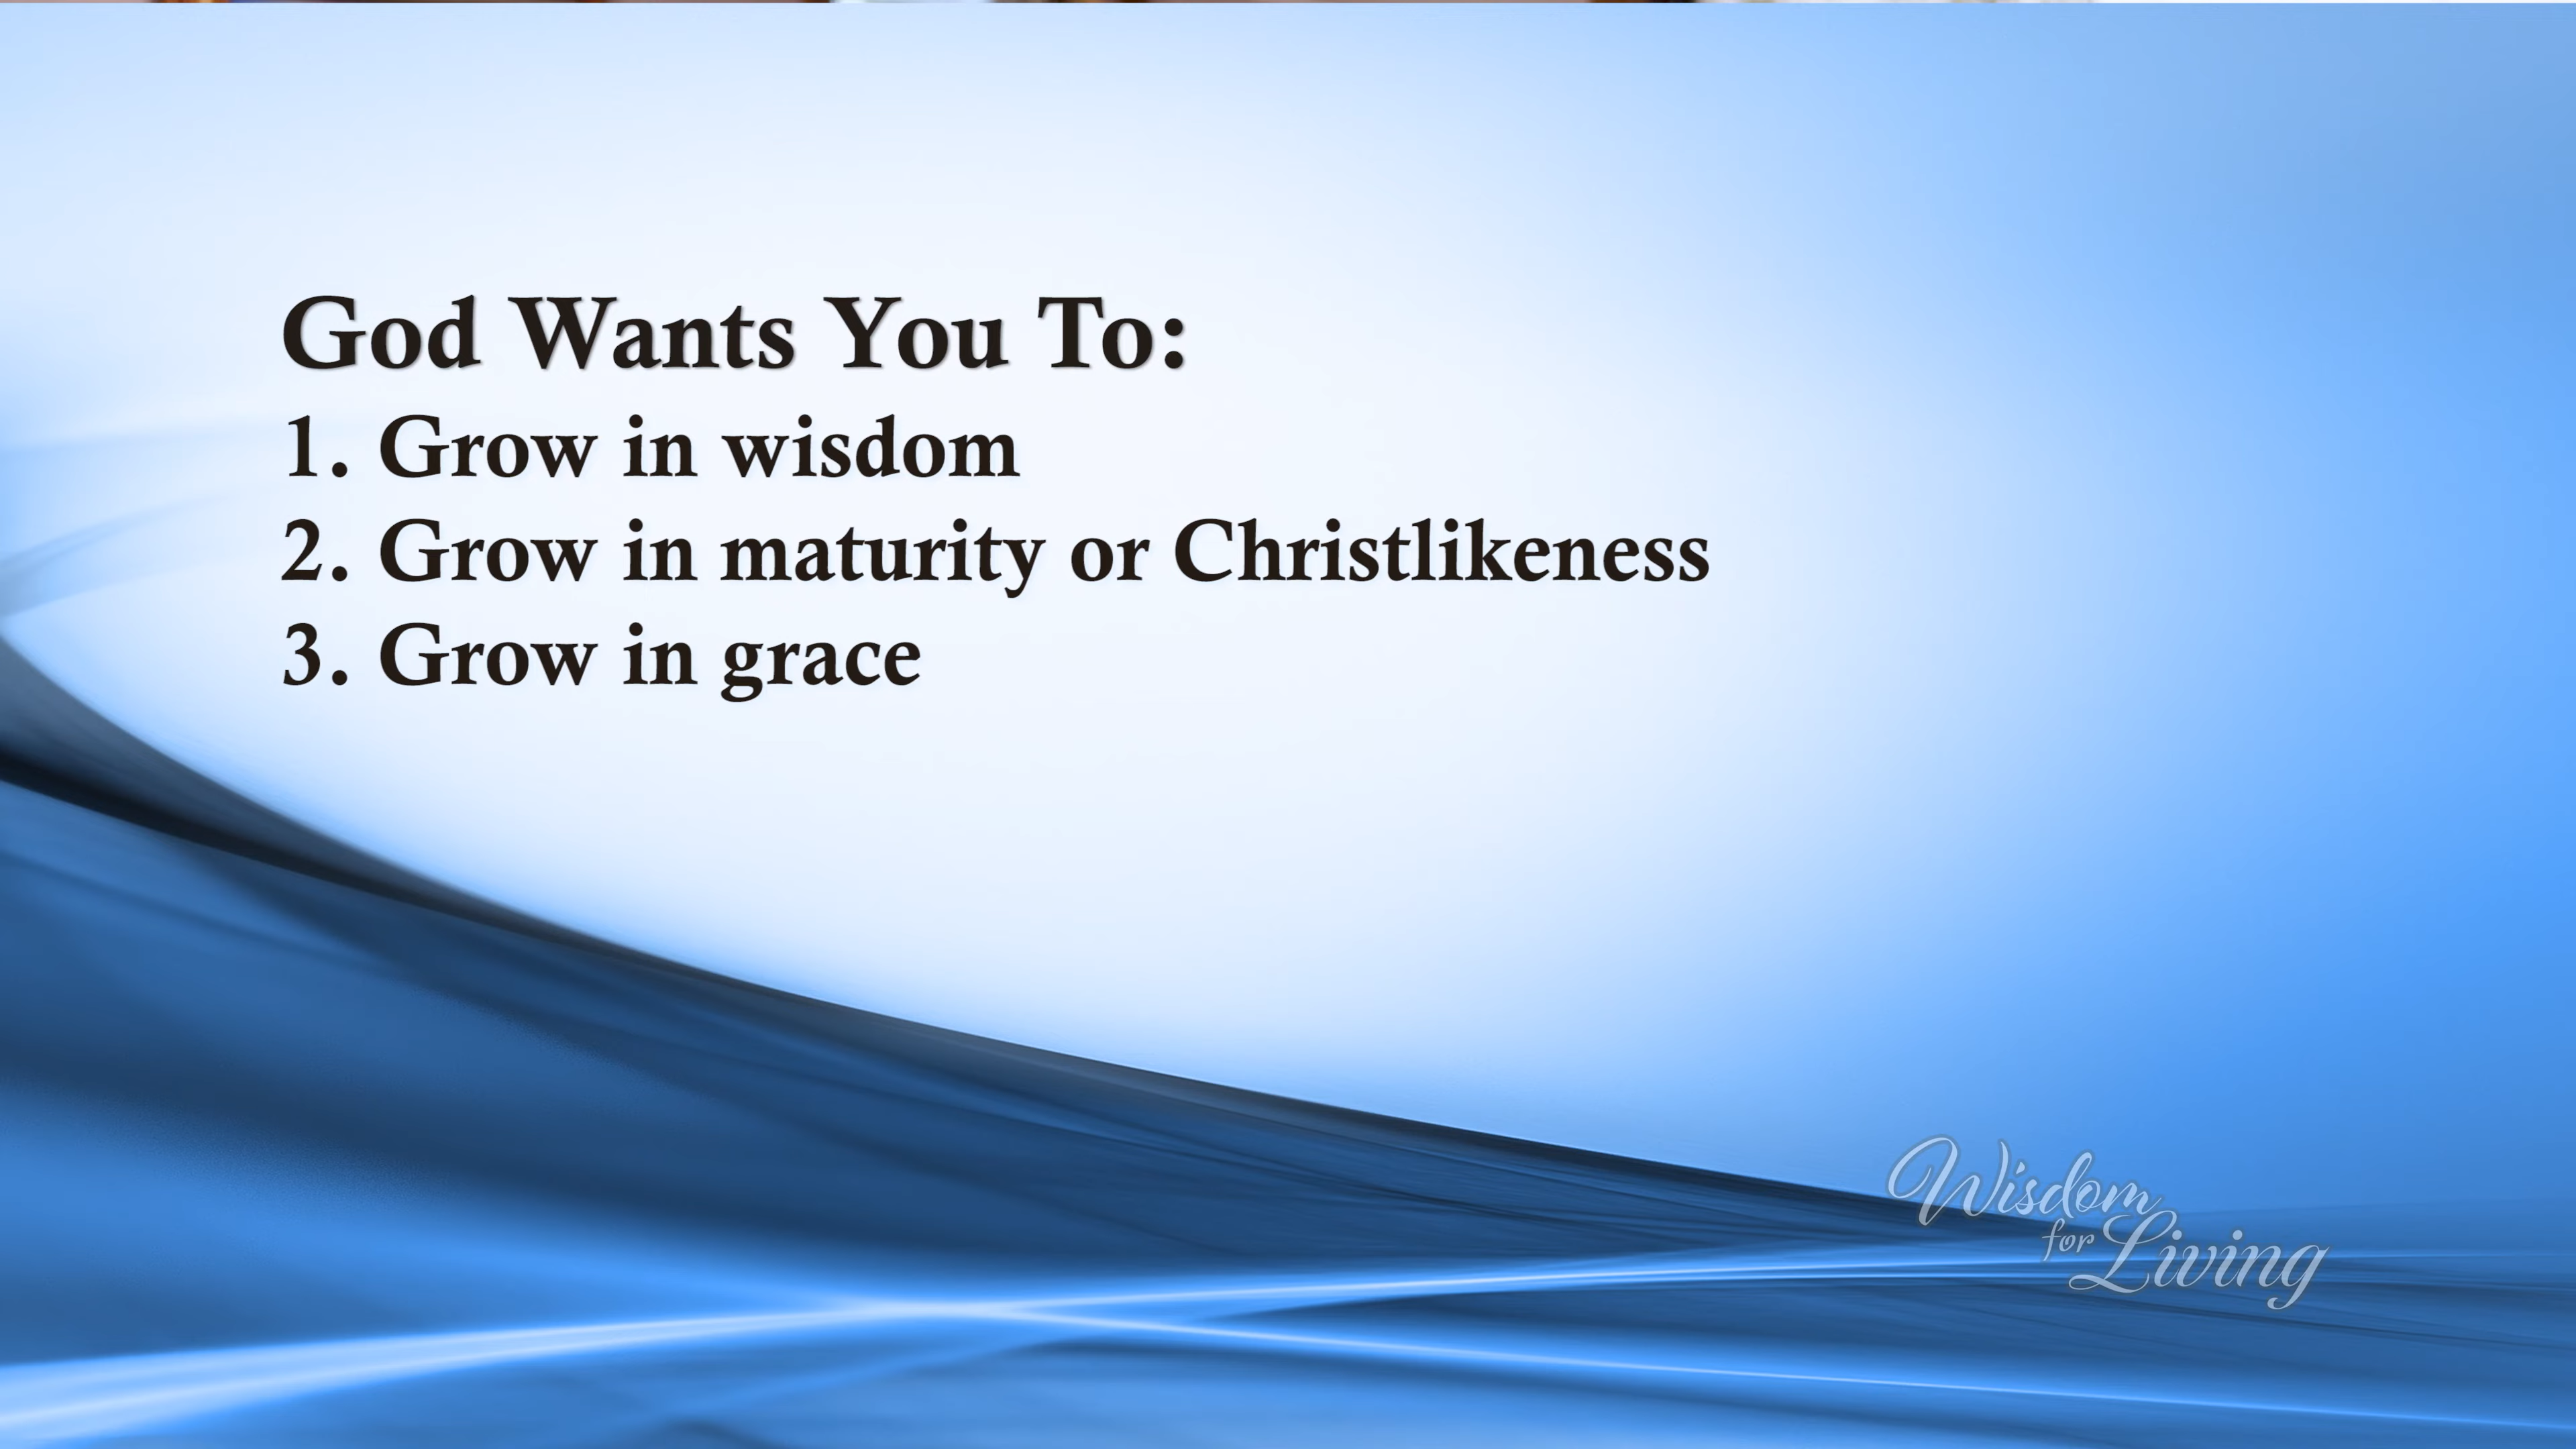 God Wants You To:
1. Grow in wisdom
2. Grow in maturity or Christlikeness
3. Grow in grace
Wisdom
for Living